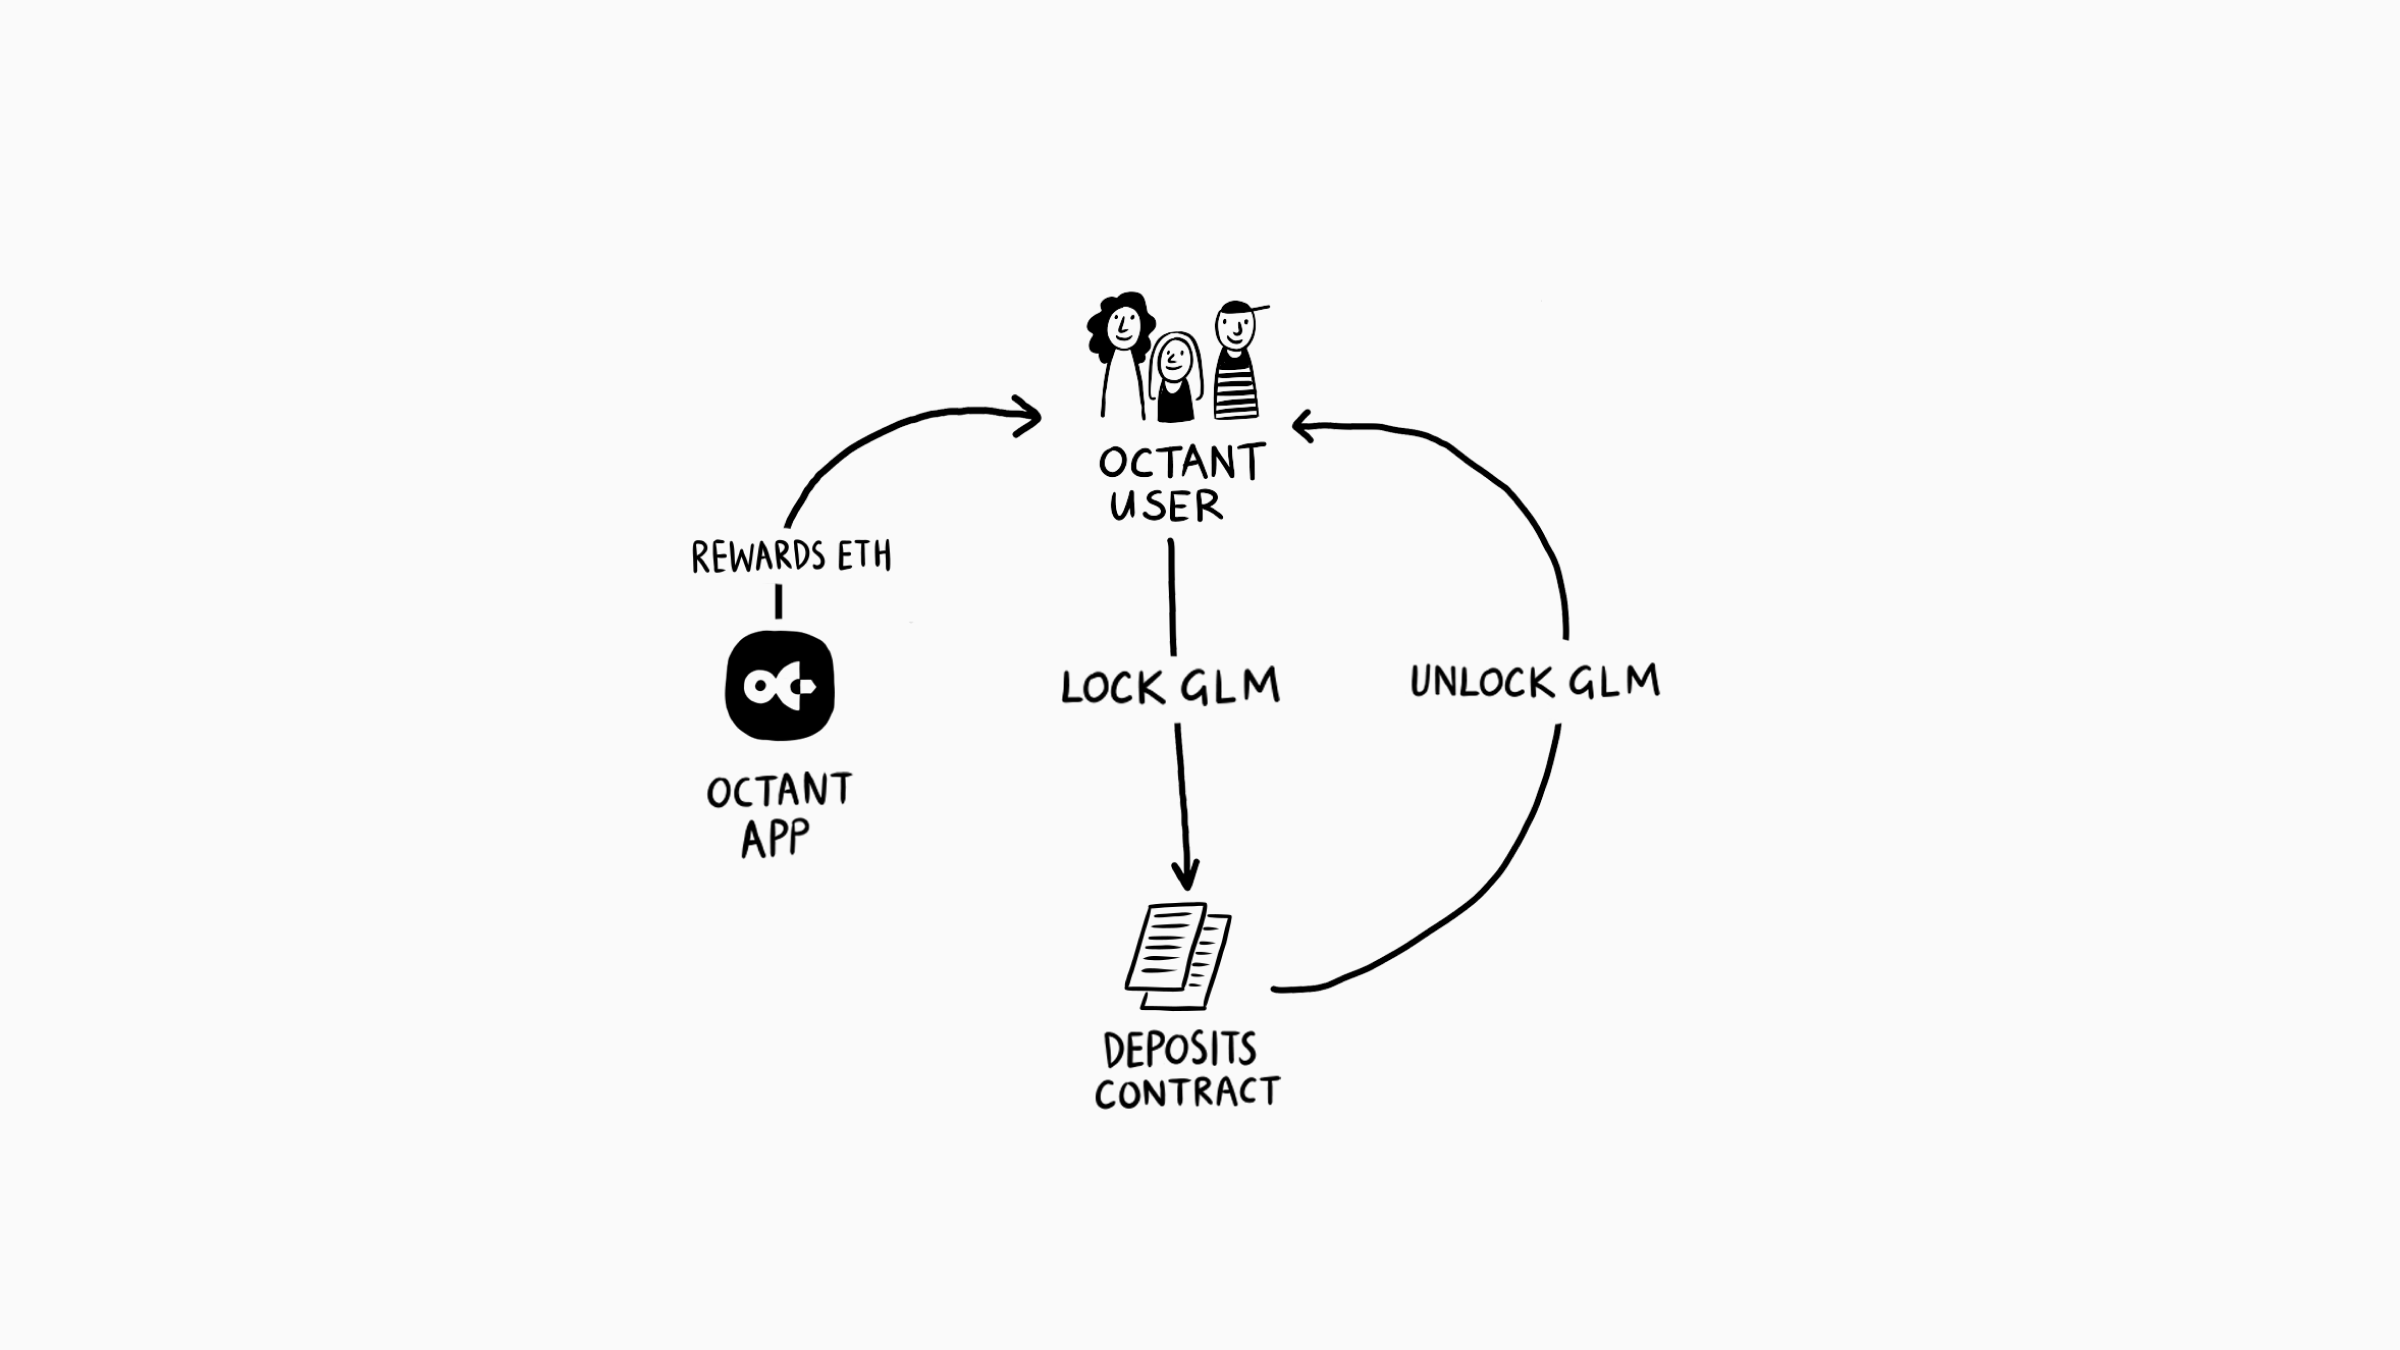 OCTANT
USER
REWARDS ETH
LOCK GLM
UNLOCK GLM
OCTANT
APP
DEPOSITS
CONTRACT